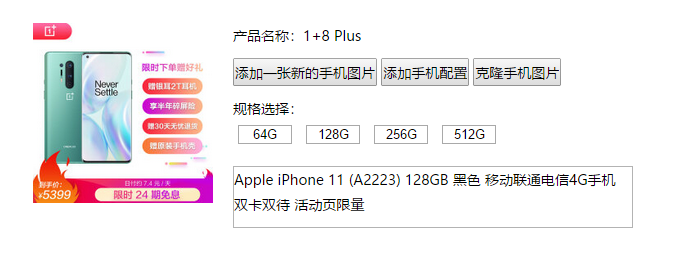 1+
限时下单赠好礼
赠银耳2T耳机
享半年碎屏险
赠30天无忧退货
赠原装手机壳
Never
Settle
到手价:
¥5399
日付约 7.4 元 / 天
限时 24 期免息
产品名称：1+8 Plus
添加一张新的手机图片 添加手机配置 克隆手机图片
规格选择：
64G 128G 256G 512G
Apple iPhone 11 (A2223) 128GB 黑色 移动联通电信4G手机
双卡双待 活动页限量